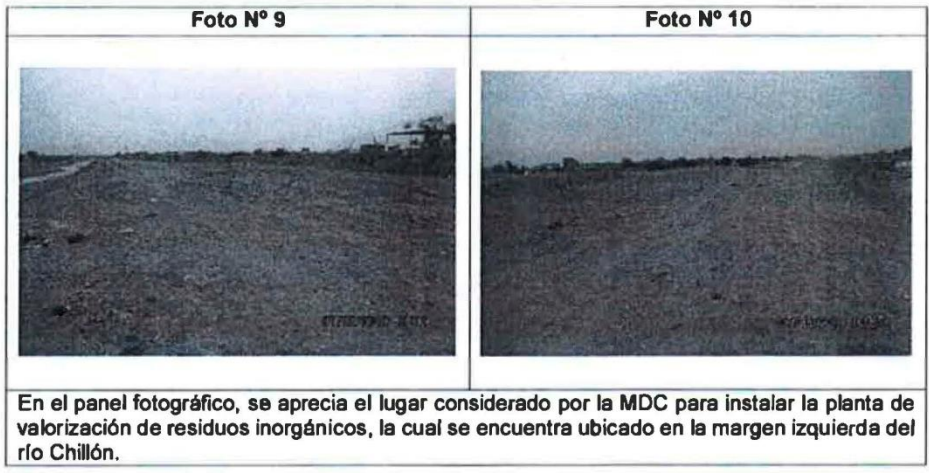 Foto Nº 9
Foto Nº 10
En el panel fotográfico, se aprecia el lugar considerado por la MDC para instalar la planta de
valorización de residuos inorgánicos, la cual se encuentra ubicado en la margen izquierda del
río Chillón.